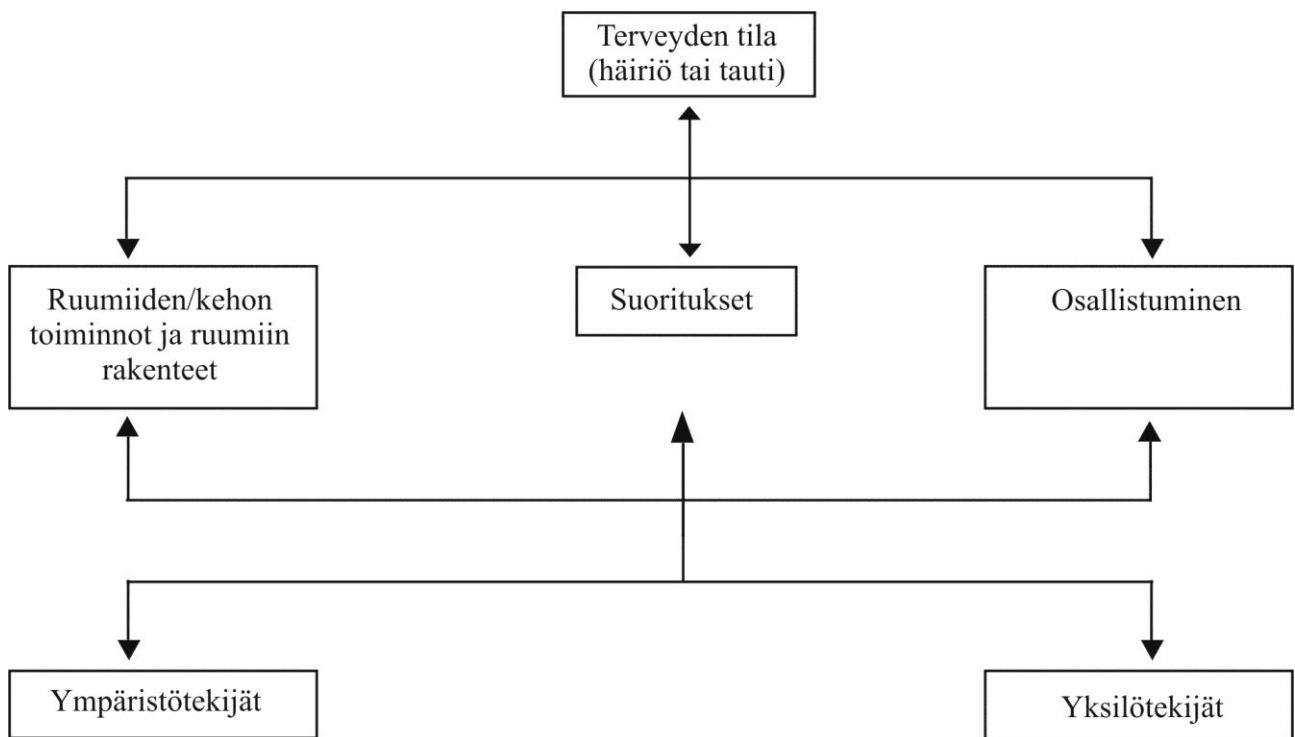 Terveyden tila
(häiriö tai tauti)
Ruumiiden/kehon
toiminnot ja ruumiin
rakenteet
Suoritukset
Osallistuminen
Ympäristötekijät
Yksilötekijät